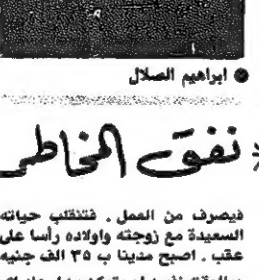 ابراهيم الصلال
نفق المخاطر
فيصرف من العمل . فتنقلب حياته
السعيدة مع زوجته واولاده رأسا على
عقب . اصبح مدينا ب ٣٥ الف جنيه